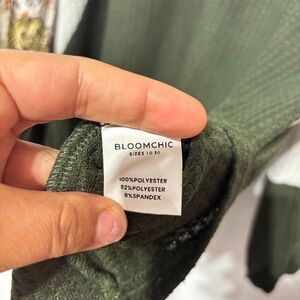 BLOOMCHIC
SIZES 10-30
100%POLYESTER
92%POLYESTER
8%SPANDEX